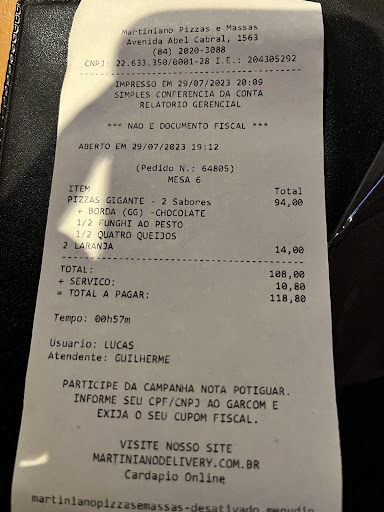 Martiniano Pizzas e Massas
Avenida Abel Cabral, 1563
(84) 2020-3088
CNPJ: 22.633.350/0001-28 I.E.: 204305292
IMPRESSO EM 29/07/2023 20:09
SIMPLES CONFERENCIA DA CONTA
RELATORIO GERENCIAL
*** NAO E DOCUMENTO FISCAL ***
ABERTO EM 29/07/2023 19:12
(Pedido N.: 64805)
MESA 6
ITEM Total
PIZZAS GIGANTE - 2 Sabores 94,00
+ BORDA (GG) -CHOCOLATE
1/2 FUNGHI AO PESTO
1/2 QUATRO QUEIJOS
2 LARANJA 14,00
TOTAL: 108,00
+ SERVICO: 10,80
= TOTAL A PAGAR: 118,80
Tempo: 00h57m
Usuario: LUCAS
Atendente: GUILHERME
PARTICIPE DA CAMPANHA NOTA POTIGUAR.
INFORME SEU CPF/CNPJ AO GARCOM E
EXIJA O SEU CUPOM FISCAL.
VISITE NOSSO SITE
MARTINIANODELIVERY.COM.BR
Cardapio Online
martinianopizzasemassas-desativado.menudin